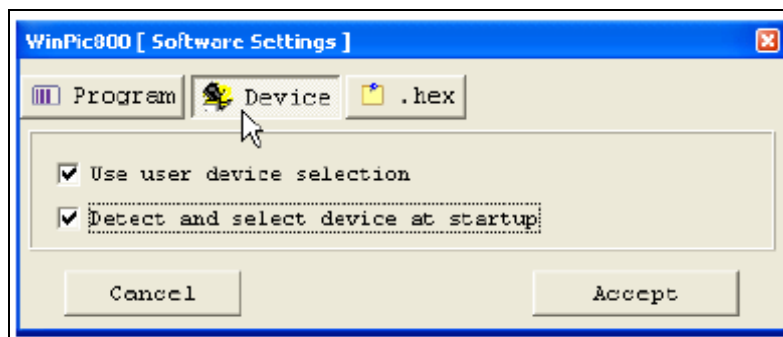 WinPic800 [ Software Settings ]
Program Device .hex
Use user device selection
Detect and select device at startup
Cancel Accept